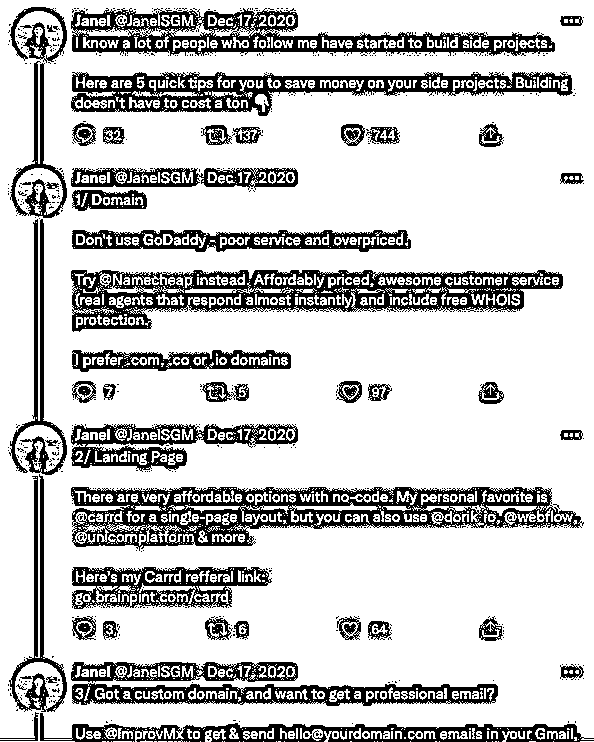 Janel @JanelSGM · Dec 17, 2020
I know a lot of people who follow me have started to build side projects.
Here are 5 quick tips for you to save money on your side projects. Building
doesn't have to cost a ton 👇
32 137 744
Janel @JanelSGM · Dec 17, 2020
1/ Domain
Don't use GoDaddy - poor service and overpriced.
Try @Namecheap instead. Affordably priced, awesome customer service
(real agents that respond almost instantly) and include free WHOIS
protection.
I prefer .com, .co or .io domains
7 5 97
Janel @JanelSGM · Dec 17, 2020
2/ Landing Page
There are very affordable options with no-code. My personal favorite is
@carrd for a single-page layout, but you can also use @dorik_io, @webflow,
@unicornplatform & more.
Here's my Carrd refferal link:
go.brainpint.com/carrd
3 6 64
Janel @JanelSGM · Dec 17, 2020
3/ Got a custom domain, and want to get a professional email?
Use @ImprovMx to get & send hello@yourdomain.com emails in your Gmail,